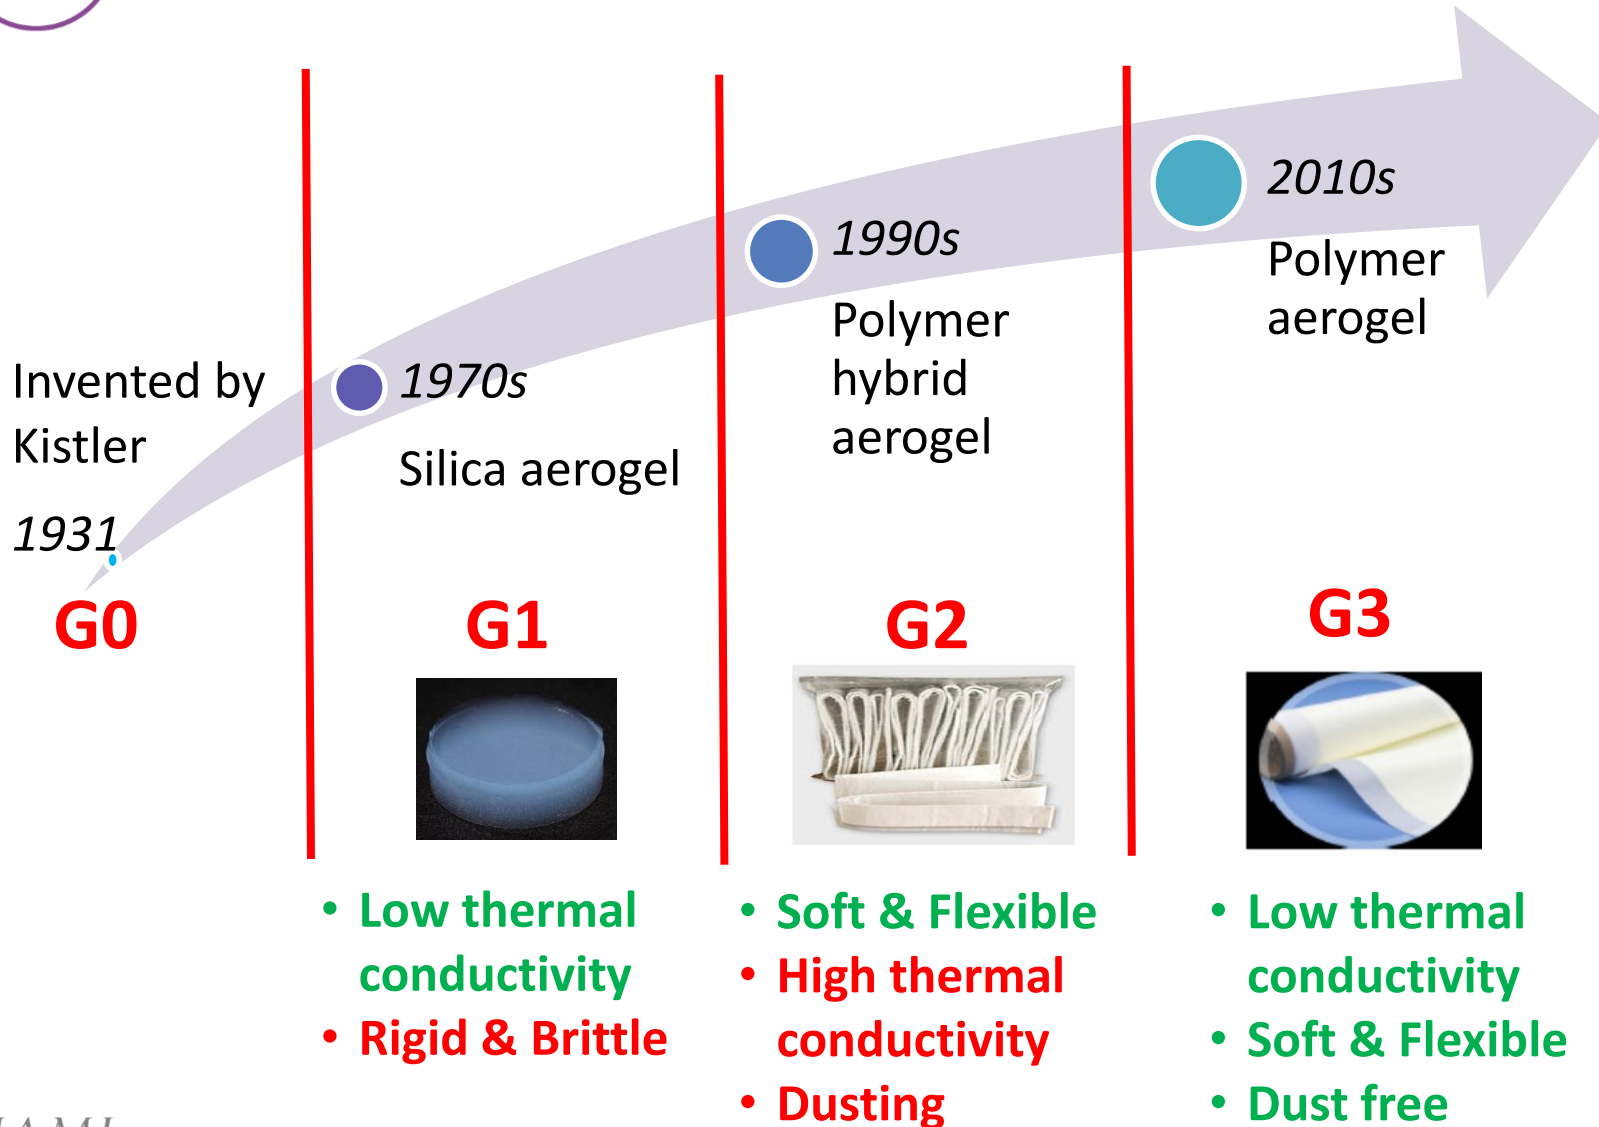 Invented by
Kistler
1931
G0
1970s
Silica aerogel
G1
• Low thermal
conductivity
• Rigid & Brittle
1990s
Polymer
hybrid
aerogel
G2
• Soft & Flexible
• High thermal
conductivity
• Dusting
2010s
Polymer
aerogel
G3
• Low thermal
conductivity
• Soft & Flexible
• Dust free